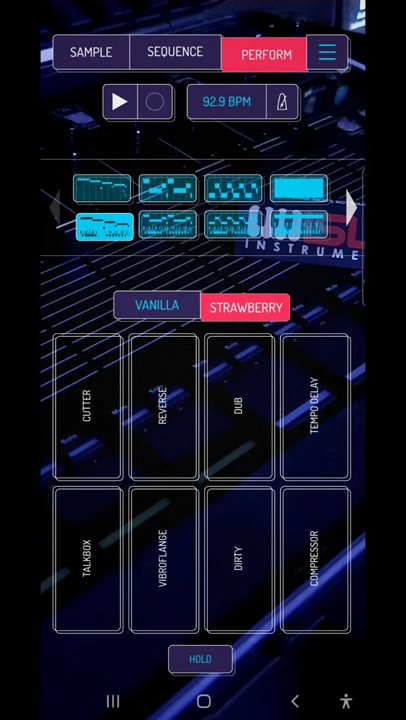 SAMPLE SEQUENCE PERFORM
92.9 BPM
INSTRUME
VANILLA STRAWBERRY
CUTTER REVERSE DUB TEMPO DELAY
TALKBOX VIBROFLANGE DIRTY COMPRESSOR
HOLD